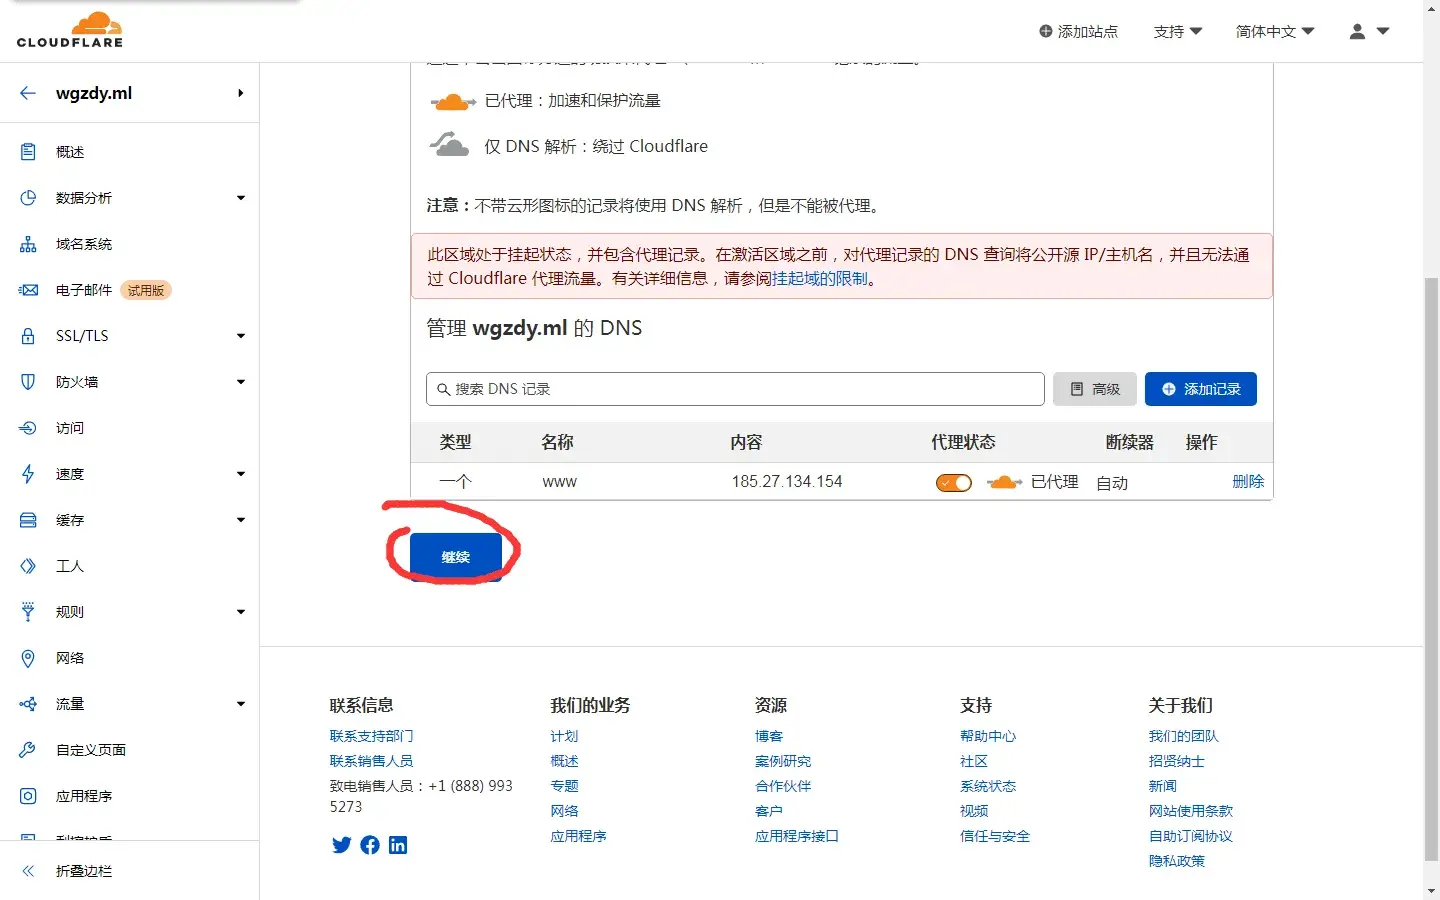 CLOUDFLARE
添加站点
支持
简体中文
wgzdy.ml
概述
数据分析
域名系统
电子邮件 试用版
SSL/TLS
防火墙
访问
速度
缓存
工人
规则
网络
流量
自定义页面
应用程序
折叠边栏
已代理：加速和保护流量
仅 DNS 解析：绕过 Cloudflare
注意：不带云形图标的记录将使用 DNS 解析，但是不能被代理。
此区域处于挂起状态，并包含代理记录。在激活区域之前，对代理记录的 DNS 查询将公开源 IP/主机名，并且无法通
过 Cloudflare 代理流量。有关详细信息，请参阅挂起域的限制。
管理 wgzdy.ml 的 DNS
搜索 DNS 记录
高级
添加记录
类型 名称 内容 代理状态 断续器 操作
一个 www 185.27.134.154 已代理 自动 删除
继续
联系信息
联系支持部门
联系销售人员
致电销售人员：+1 (888) 993
5273
我们的业务
计划
概述
专题
网络
应用程序
资源
博客
案例研究
合作伙伴
客户
应用程序接口
支持
帮助中心
社区
系统状态
视频
信任与安全
关于我们
我们的团队
招贤纳士
新闻
网站使用条款
自助订阅协议
隐私政策